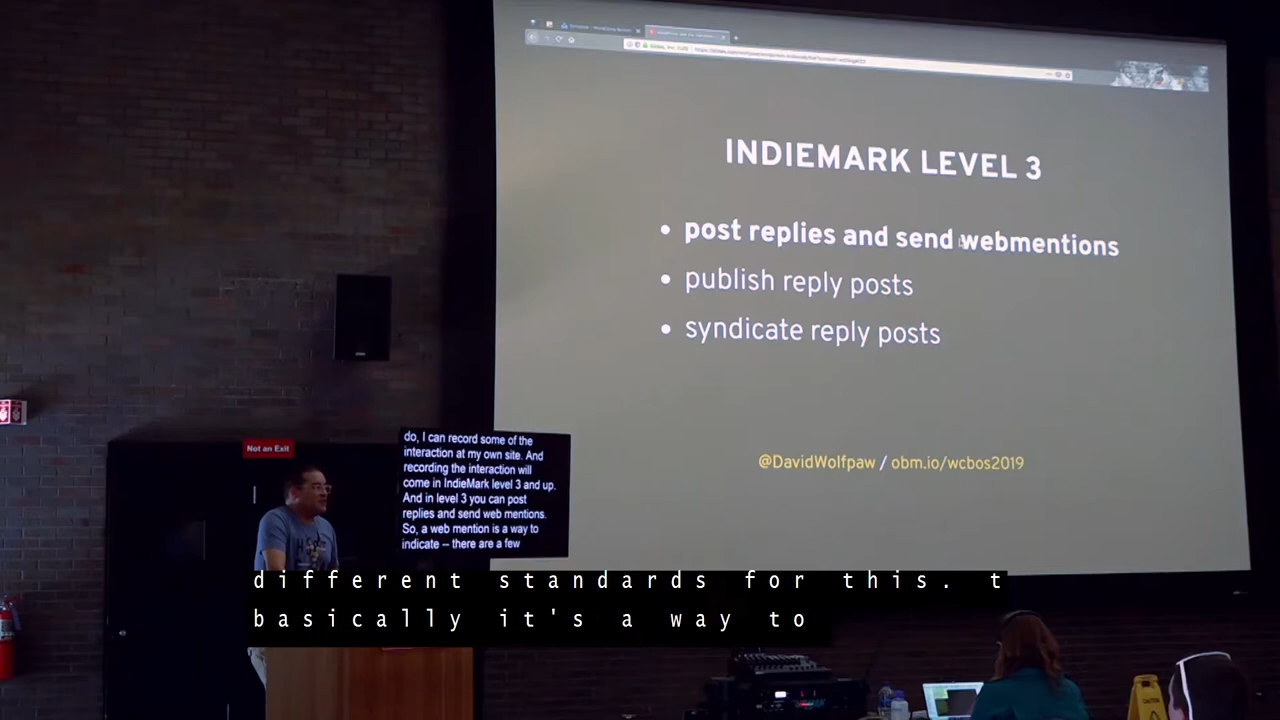 INDIEMARK LEVEL 3
• post replies and send webmentions
• publish reply posts
• syndicate reply posts
@DavidWolfpaw / obm.io/wcbos2019
Not an Exit
do, I can record some of the
interaction at my own site. And
recording the interaction will
come in IndieMark level 3 and up.
And in level 3 you can post
replies and send web mentions.
So, a web mention is a way to
indicate -- there are a few
different standards for this. t
basically it's a way to
CAUTION